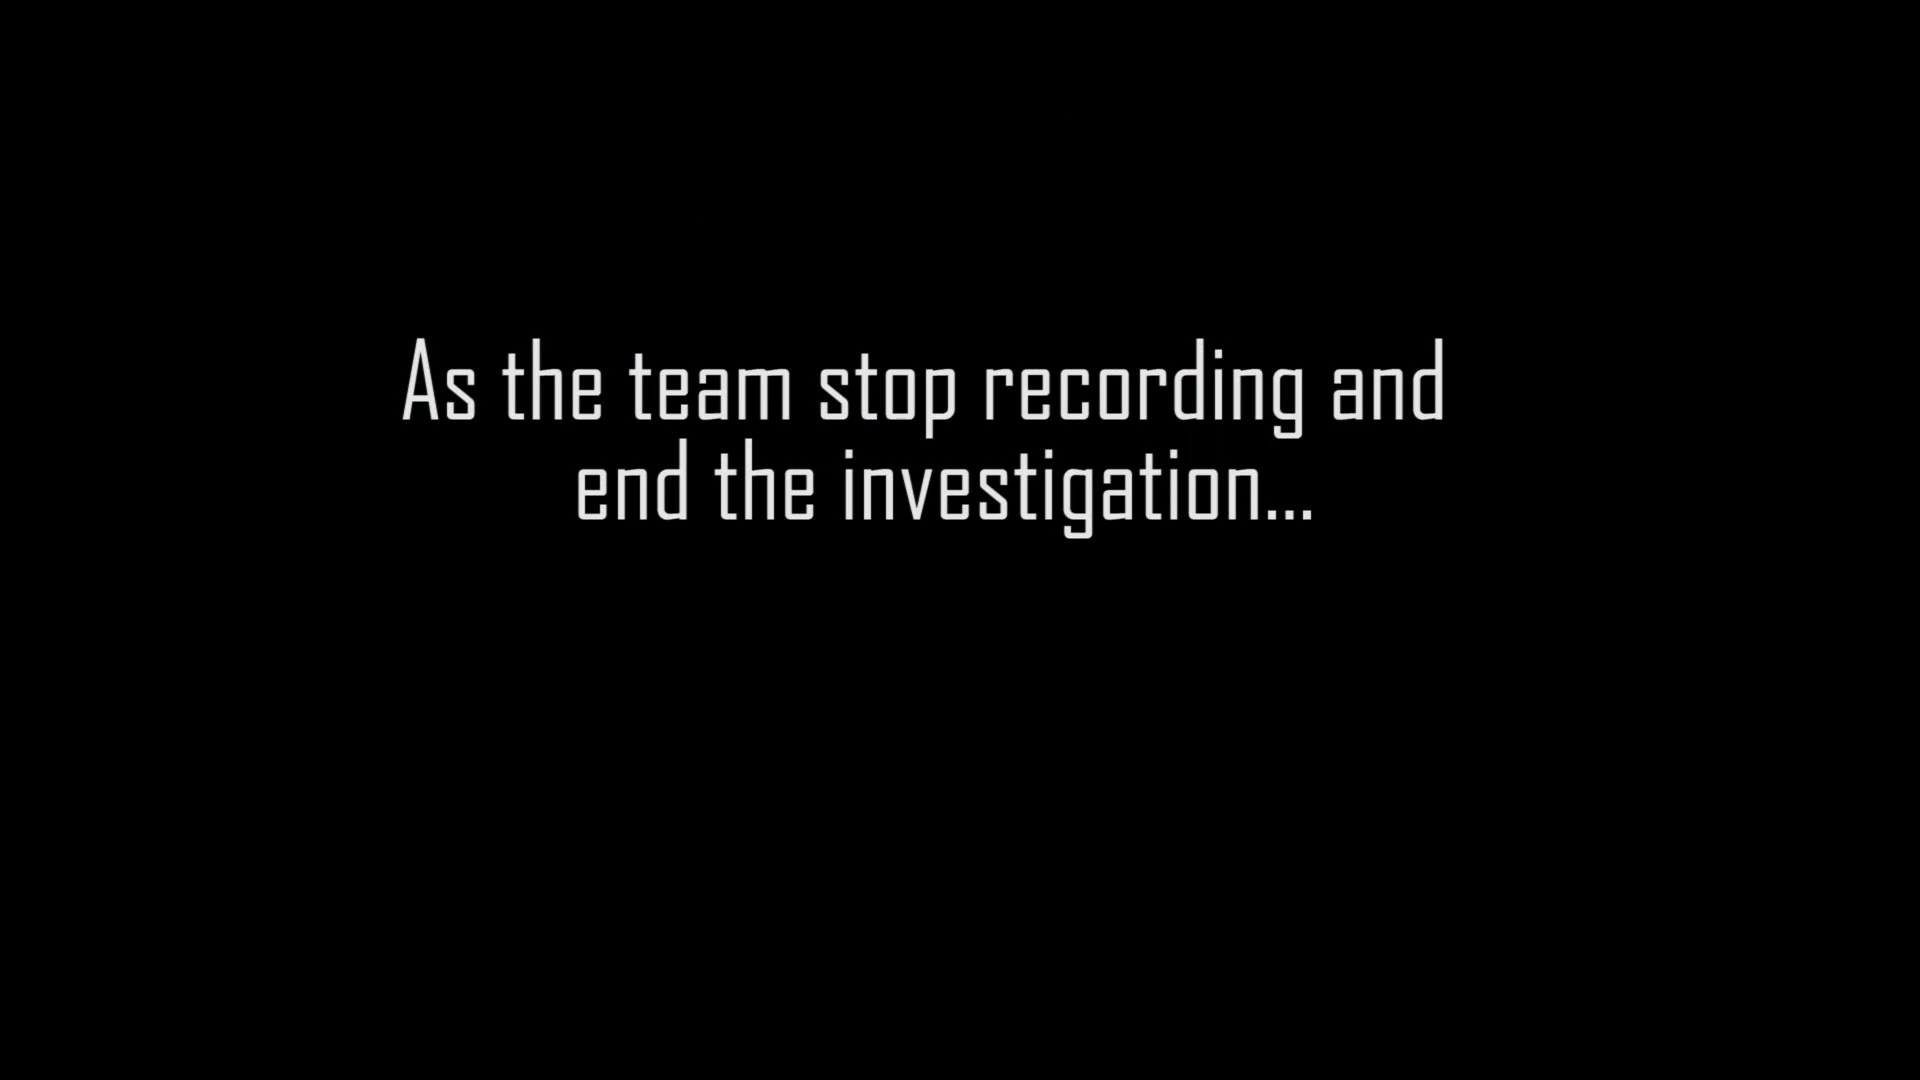 As the team stop recording and
end the investigation...